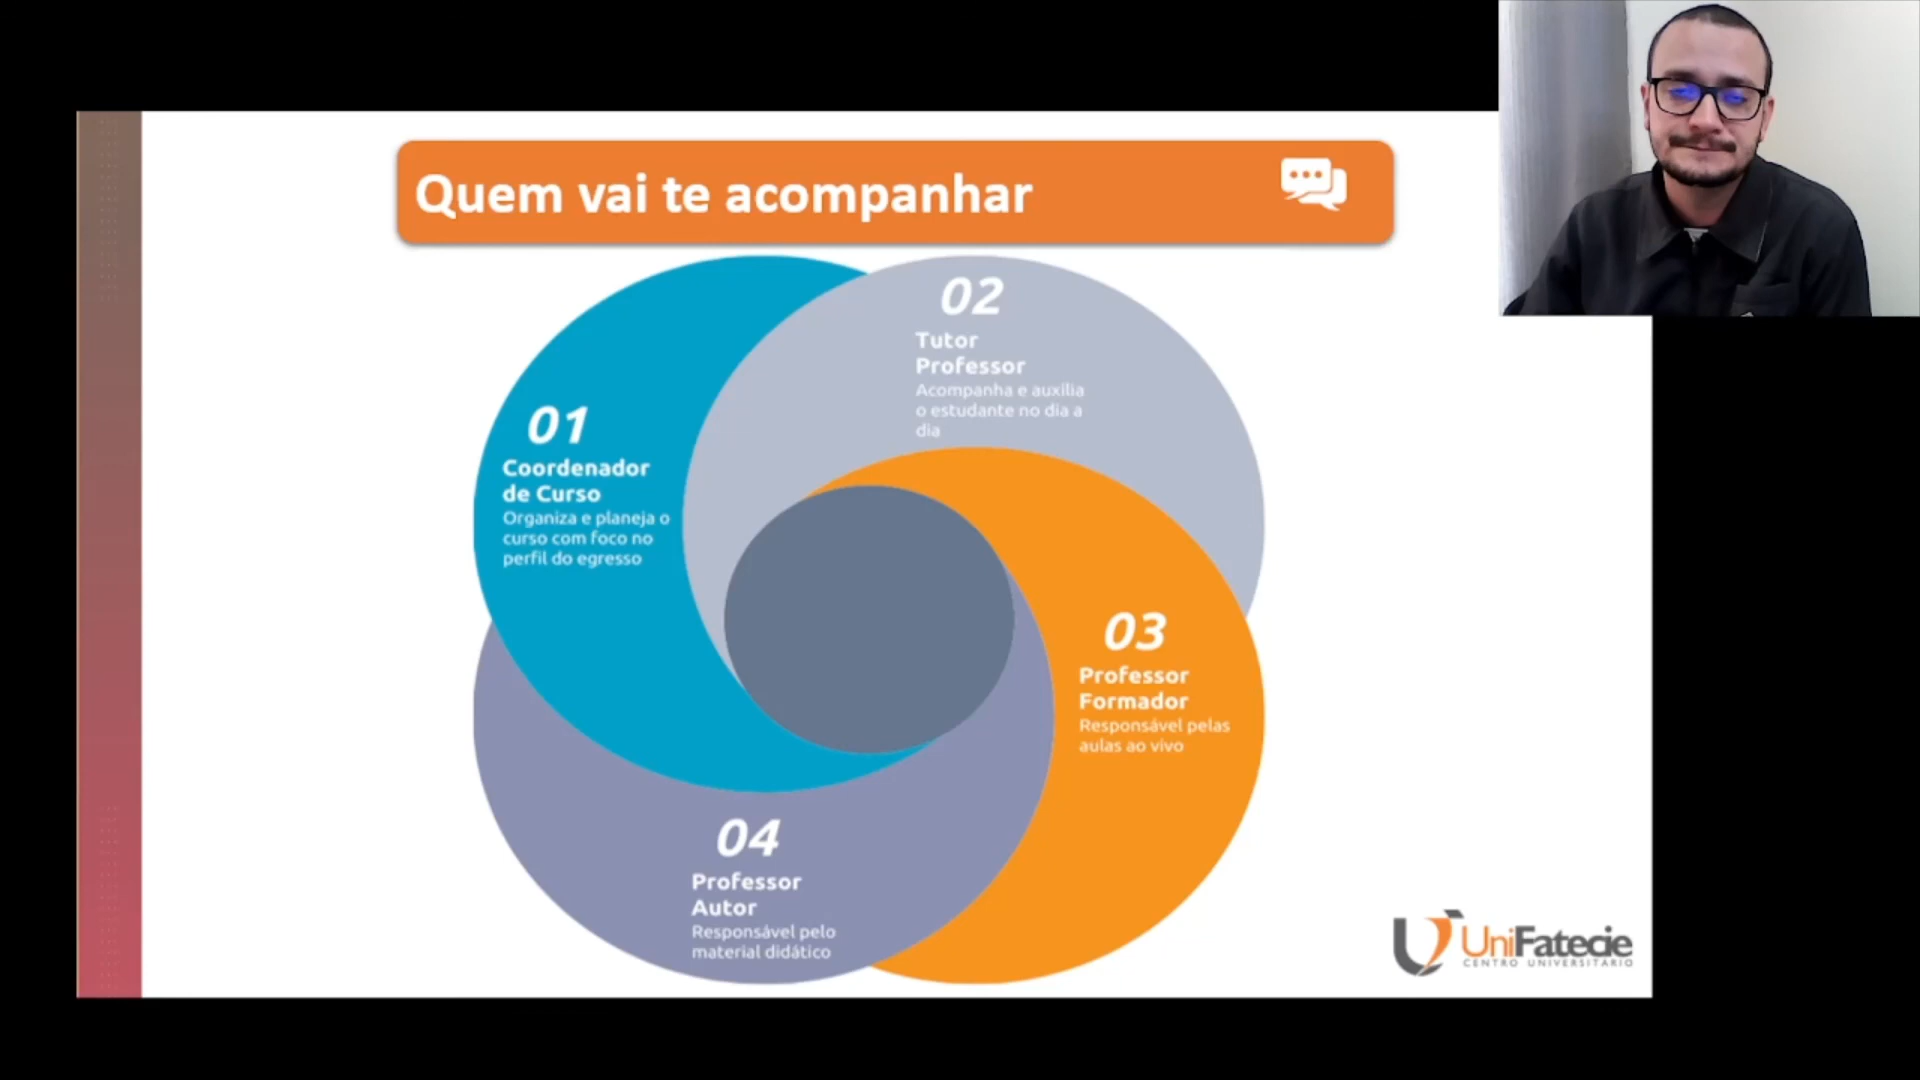 Quem vai te acompanhar
01
Coordenador
de Curso
Organiza e planeja o
curso com foco no
perfil do egresso
02
Tutor
Professor
Acompanha e auxilia
o estudante no dia a
dia
03
Professor
Formador
Responsável pelas
aulas ao vivo
04
Professor
Autor
Responsável pelo
material didático
UniFatecie
CENTRO UNIVERSITÁRIO